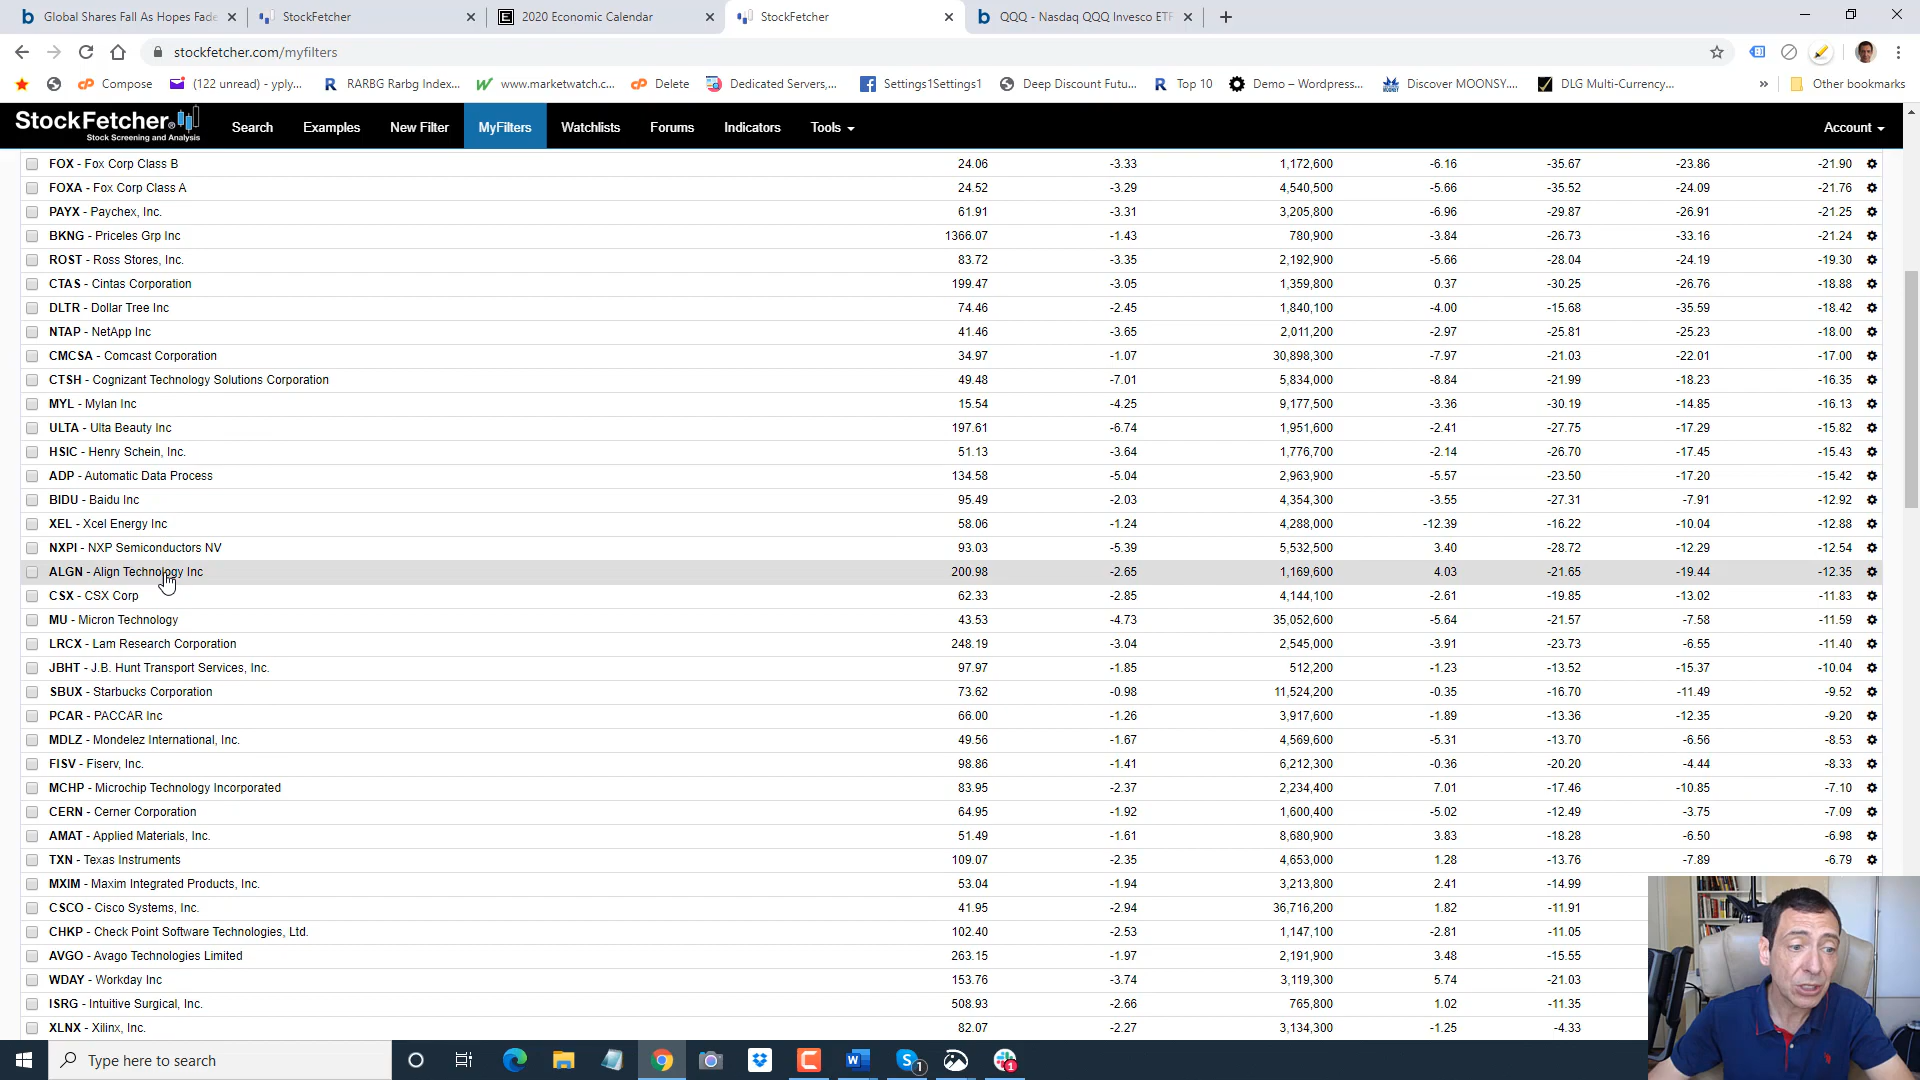 Global Shares Fall As Hopes Fade
StockFetcher
2020 Economic Calendar
StockFetcher
QQQ - Nasdaq QQQ Invesco ETF
stockfetcher.com/myfilters
Compose
(122 unread) - yply...
RARBG Rarbg Index...
www.marketwatch.c...
Delete
Dedicated Servers,...
Settings1Settings1
Deep Discount Futu...
Top 10
Demo – Wordpress...
Discover MOONSY....
DLG Multi-Currency...
»
Other bookmarks
StockFetcher
Stock Screening and Analysis
Search
Examples
New Filter
MyFilters
Watchlists
Forums
Indicators
Tools
Account
FOX - Fox Corp Class B 24.06 -3.33 1,172,600 -6.16 -35.67 -23.86 -21.90
FOXA - Fox Corp Class A 24.52 -3.29 4,540,500 -5.66 -35.52 -24.09 -21.76
PAYX - Paychex, Inc. 61.91 -3.31 3,205,800 -6.96 -29.87 -26.91 -21.25
BKNG - Priceles Grp Inc 1366.07 -1.43 780,900 -3.84 -26.73 -33.16 -21.24
ROST - Ross Stores, Inc. 83.72 -3.35 2,192,900 -5.66 -28.04 -24.19 -19.30
CTAS - Cintas Corporation 199.47 -3.05 1,359,800 0.37 -30.25 -26.76 -18.88
DLTR - Dollar Tree Inc 74.46 -2.45 1,840,100 -4.00 -15.68 -35.59 -18.42
NTAP - NetApp Inc 41.46 -3.65 2,011,200 -2.97 -25.81 -25.23 -18.00
CMCSA - Comcast Corporation 34.97 -1.07 30,898,300 -7.97 -21.03 -22.01 -17.00
CTSH - Cognizant Technology Solutions Corporation 49.48 -7.01 5,834,000 -8.84 -21.99 -18.23 -16.35
MYL - Mylan Inc 15.54 -4.25 9,177,500 -3.36 -30.19 -14.85 -16.13
ULTA - Ulta Beauty Inc 197.61 -6.74 1,951,600 -2.41 -27.75 -17.29 -15.82
HSIC - Henry Schein, Inc. 51.13 -3.64 1,776,700 -2.14 -26.70 -17.45 -15.43
ADP - Automatic Data Process 134.58 -5.04 2,963,900 -5.57 -23.50 -17.20 -15.42
BIDU - Baidu Inc 95.49 -2.03 4,354,300 -3.55 -27.31 -7.91 -12.92
XEL - Xcel Energy Inc 58.06 -1.24 4,288,000 -12.39 -16.22 -10.04 -12.88
NXPI - NXP Semiconductors NV 93.03 -5.39 5,532,500 3.40 -28.72 -12.29 -12.54
ALGN - Align Technology Inc 200.98 -2.65 1,169,600 4.03 -21.65 -19.44 -12.35
CSX - CSX Corp 62.33 -2.85 4,144,100 -2.61 -19.85 -13.02 -11.83
MU - Micron Technology 43.53 -4.73 35,052,600 -5.64 -21.57 -7.58 -11.59
LRCX - Lam Research Corporation 248.19 -3.04 2,545,000 -3.91 -23.73 -6.55 -11.40
JBHT - J.B. Hunt Transport Services, Inc. 97.97 -1.85 512,200 -1.23 -13.52 -15.37 -10.04
SBUX - Starbucks Corporation 73.62 -0.98 11,524,200 -0.35 -16.70 -11.49 -9.52
PCAR - PACCAR Inc 66.00 -1.26 3,917,600 -1.89 -13.36 -12.35 -9.20
MDLZ - Mondelez International, Inc. 49.56 -1.67 4,569,600 -5.31 -13.70 -6.56 -8.53
FISV - Fiserv, Inc. 98.86 -1.41 6,212,300 -0.36 -20.20 -4.44 -8.33
MCHP - Microchip Technology Incorporated 83.95 -2.37 2,234,400 7.01 -17.46 -10.85 -7.10
CERN - Cerner Corporation 64.95 -1.92 1,600,400 -5.02 -12.49 -3.75 -7.09
AMAT - Applied Materials, Inc. 51.49 -1.61 8,680,900 3.83 -18.28 -6.50 -6.98
TXN - Texas Instruments 109.07 -2.35 4,653,000 1.28 -13.76 -7.89 -6.79
MXIM - Maxim Integrated Products, Inc. 53.04 -1.94 3,213,800 2.41 -14.99
CSCO - Cisco Systems, Inc. 41.95 -2.94 36,716,200 1.82 -11.91
CHKP - Check Point Software Technologies, Ltd. 102.40 -2.53 1,147,100 -2.81 -11.05
AVGO - Avago Technologies Limited 263.15 -1.97 2,191,900 3.48 -15.55
WDAY - Workday Inc 153.76 -3.74 3,119,300 5.74 -21.03
ISRG - Intuitive Surgical, Inc. 508.93 -2.66 765,800 1.02 -11.35
XLNX - Xilinx, Inc. 82.07 -2.27 3,134,300 -1.25 -4.33
Type here to search
1
1